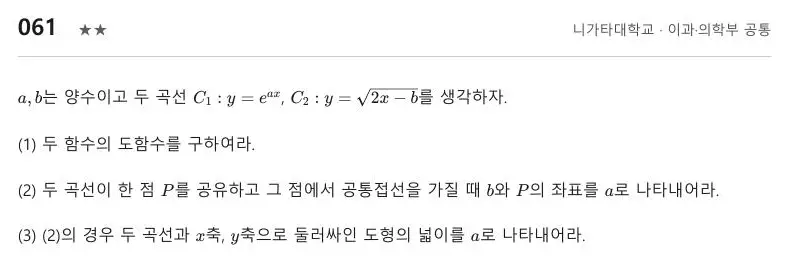 061 ★★ 니가타대학교 · 이과·의학부 공통
a, b는 양수이고 두 곡선 C₁ : y = e^{ax}, C₂ : y = √(2x − b)를 생각하자.
(1) 두 함수의 도함수를 구하여라.
(2) 두 곡선이 한 점 P를 공유하고 그 점에서 공통접선을 가질 때 b와 P의 좌표를 a로 나타내어라.
(3) (2)의 경우 두 곡선과 x축, y축으로 둘러싸인 도형의 넓이를 a로 나타내어라.